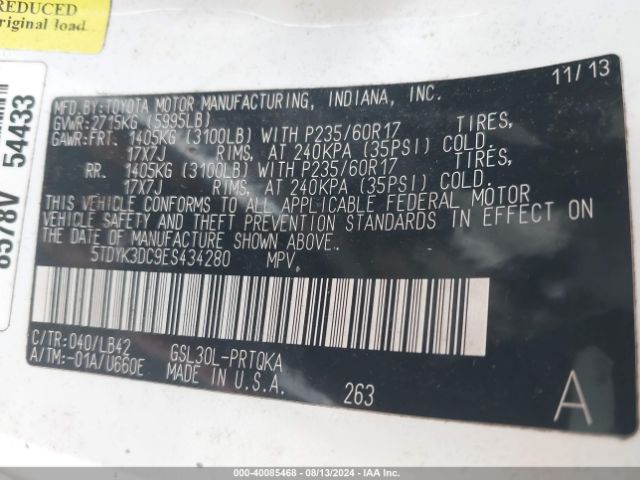 REDUCED
original load
54433
8578V
11/13
MFD.BY:TOYOTA MOTOR MANUFACTURING, INDIANA, INC.
GVWR:2715KG (5995LB)
GAWR:FRT. 1405KG (3100LB) WITH P235/60R17 TIRES,
17X7J RIMS, AT 240KPA (35PSI) COLD.
RR. 1405KG (3100LB) WITH P235/60R17 TIRES,
17X7J RIMS, AT 240KPA (35PSI) COLD.
THIS VEHICLE CONFORMS TO ALL APPLICABLE FEDERAL MOTOR
VEHICLE SAFETY AND THEFT PREVENTION STANDARDS IN EFFECT ON
THE DATE OF MANUFACTURE SHOWN ABOVE.
5TDYK3DC9ES434280 MPV.
C/TR:040/LB42 GSL30L-PRTQKA
A/TM:-01A/U660E MADE IN U.S.A.
263
A
000-40085468 - 08/13/2024 - IAA Inc.